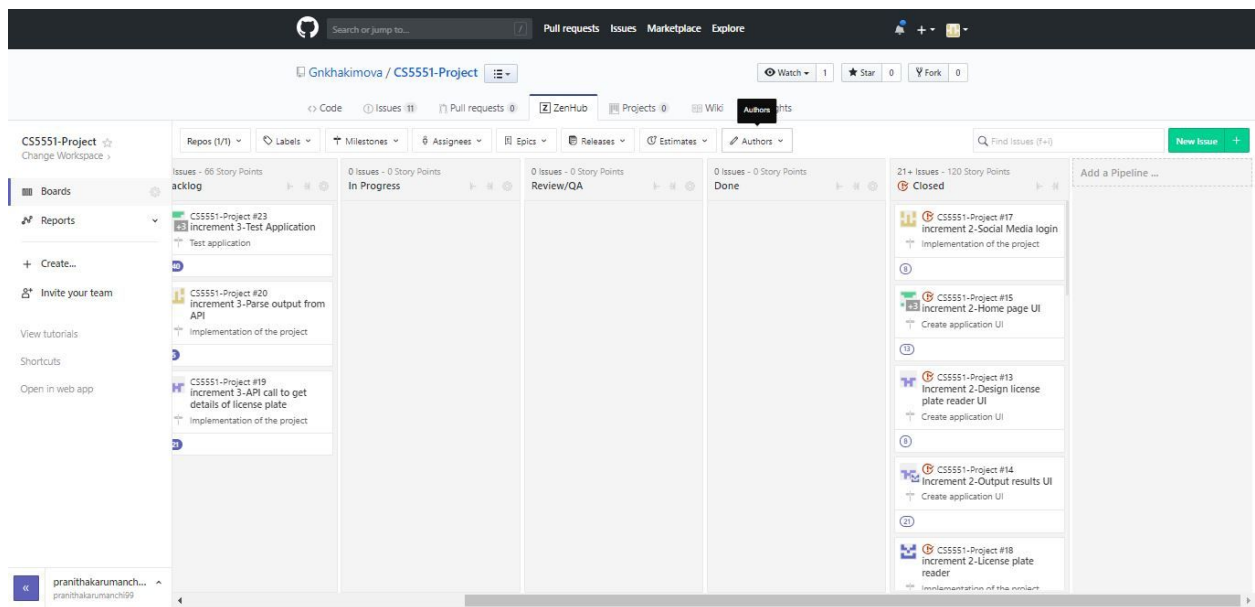 Search or jump to...
/
Pull requests Issues Marketplace Explore
Gnkhakimova / CS5551-Project
Watch 1 Star 0 Fork 0
Code Issues 11 Pull requests 0 ZenHub Projects 0 Wiki
Authors
CS5551-Project
Change Workspace
Boards
Reports
+ Create...
Invite your team
View tutorials
Shortcuts
Open in web app
pranithakarumanch...
pranithakarumanchi99
Repos (1/1) Labels Milestones Assignees Epics Releases Estimates Authors
Find Issues (f+i)
New Issue +
Issues - 66 Story Points
acklog
+3 CS5551-Project #23
increment 3-Test Application
Test application
40
CS5551-Project #20
increment 3-Parse output from
API
Implementation of the project
5
CS5551-Project #19
increment 3-API call to get
details of license plate
Implementation of the project
21
0 Issues - 0 Story Points
In Progress
0 Issues - 0 Story Points
Review/QA
0 Issues - 0 Story Points
Done
21+ Issues - 120 Story Points
Closed
CS5551-Project #17
increment 2-Social Media login
Implementation of the project
8
+3 CS5551-Project #15
increment 2-Home page UI
Create application UI
13
CS5551-Project #13
Increment 2-Design license
plate reader UI
Create application UI
8
CS5551-Project #14
Increment 2-Output results UI
Create application UI
21
CS5551-Project #18
increment 2-License plate
reader
Implementation of the project
Add a Pipeline ...